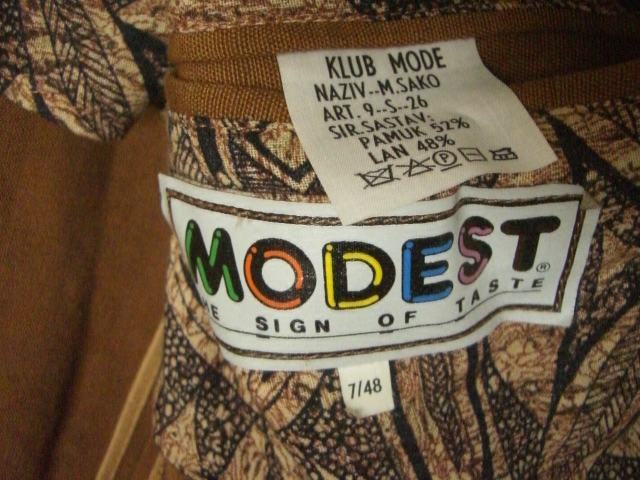 KLUB MODE
NAZIV--M.SAKO
ART. 9--S--26
SIR.SASTAV:
PAMUK 52%
LAN 48%
MODEST®
SIGN OF TASTE
7/48